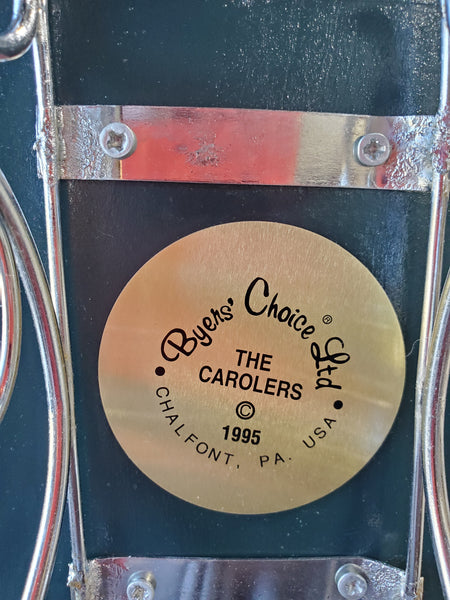 Byers' Choice® Ltd
THE
CAROLERS
©
1995
• CHALFONT, PA. USA •